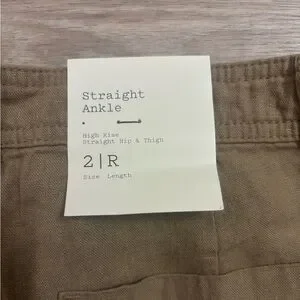 Straight
Ankle
High Rise
Straight Hip & Thigh
2|R
Size Length